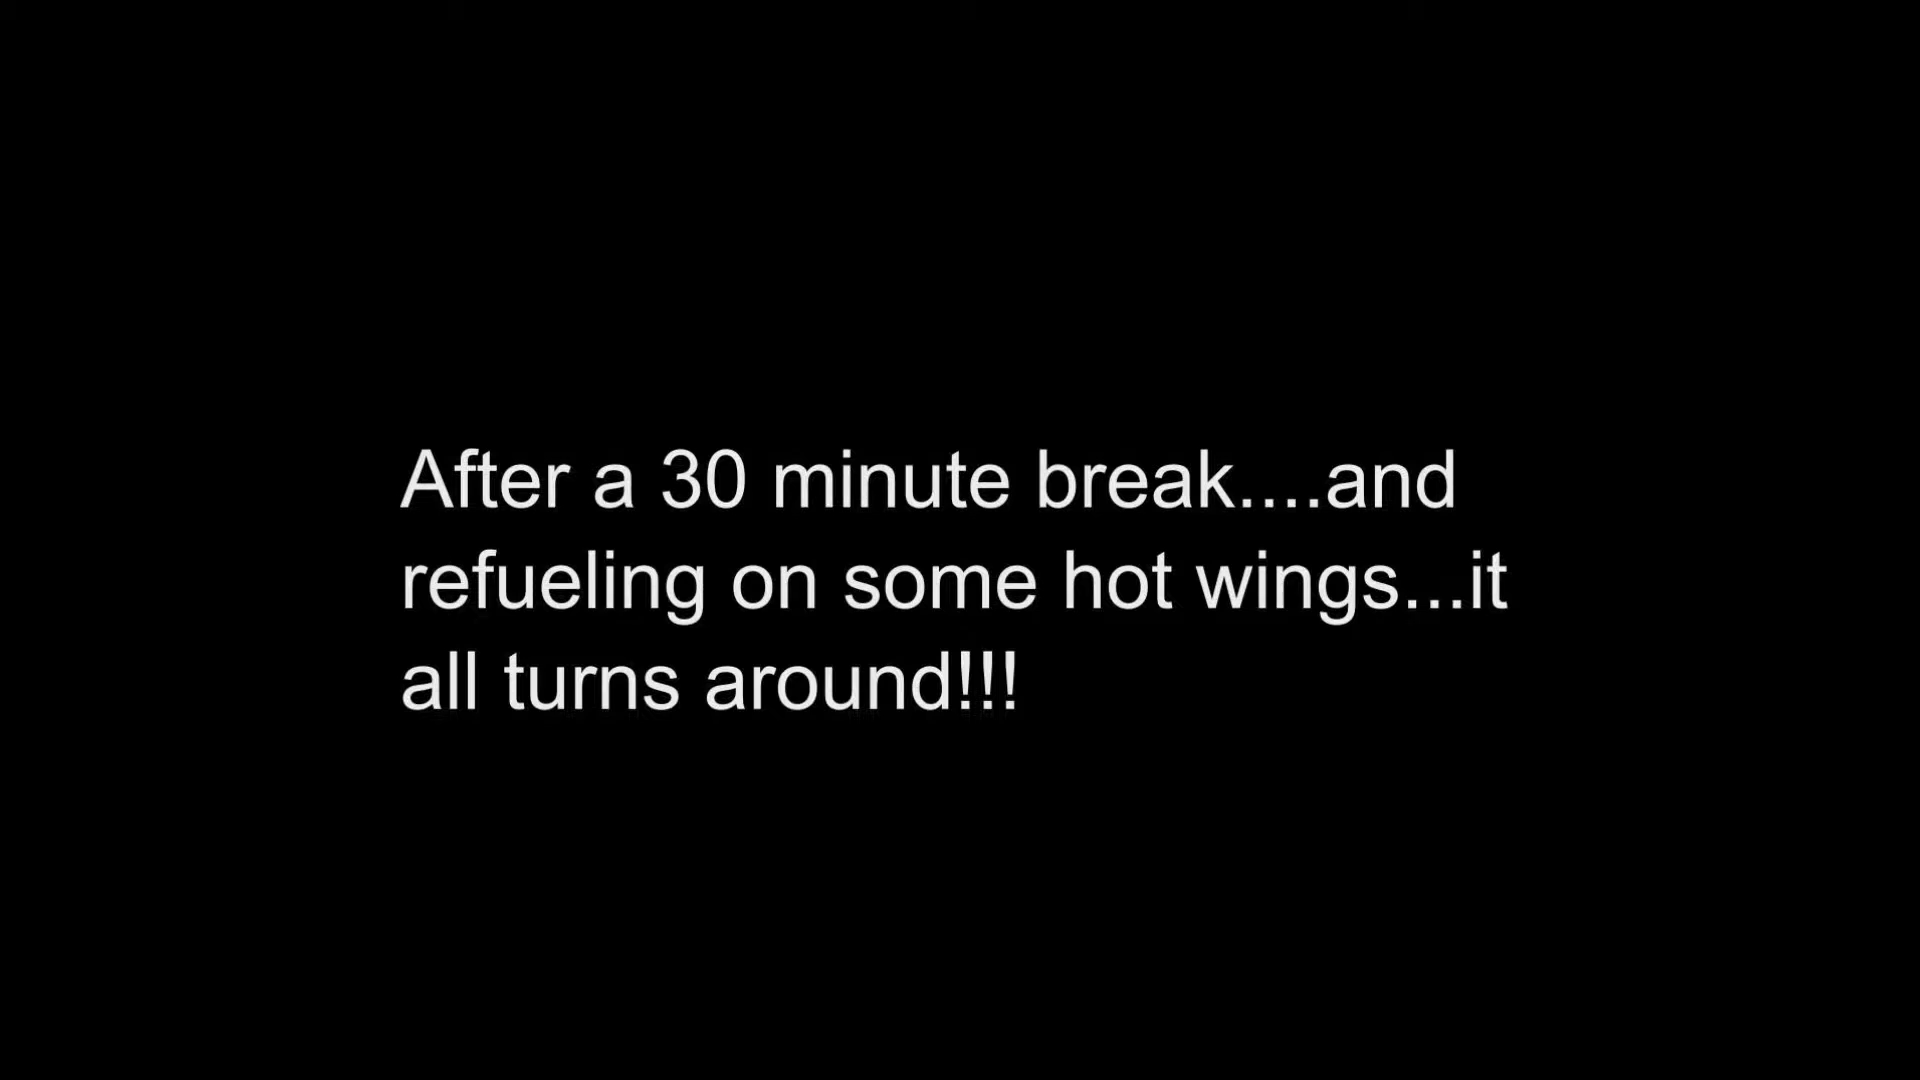 After a 30 minute break....and
refueling on some hot wings...it
all turns around!!!